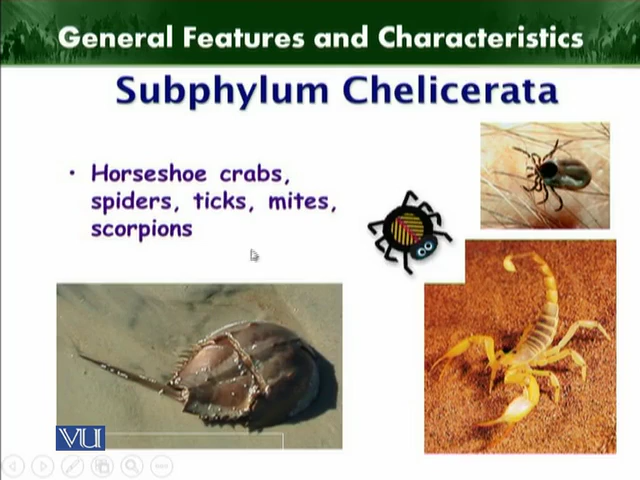 General Features and Characteristics
Subphylum Chelicerata
• Horseshoe crabs,
spiders, ticks, mites,
scorpions
VU